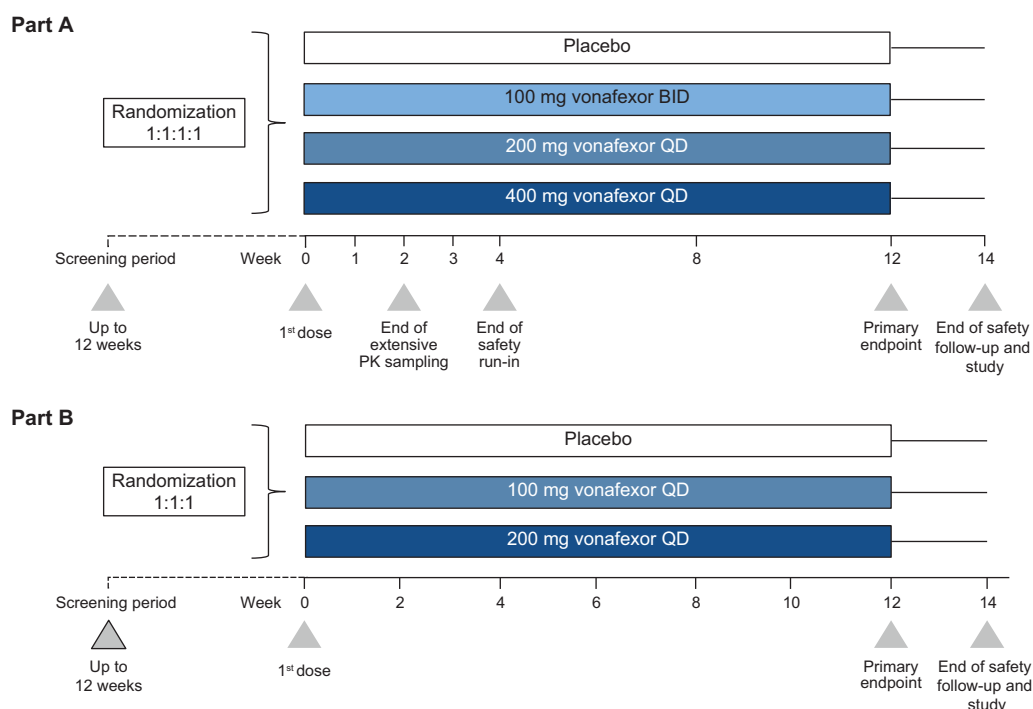 Part A
Placebo
100 mg vonafexor BID
Randomization
1:1:1:1
200 mg vonafexor QD
400 mg vonafexor QD
Screening period Week 0 1 2 3 4 8 12 14
Up to
12 weeks
1st dose
End of
extensive
PK sampling
End of
safety
run-in
Primary
endpoint
End of safety
follow-up and
study
Part B
Placebo
Randomization
1:1:1
100 mg vonafexor QD
200 mg vonafexor QD
Screening period Week 0 2 4 6 8 10 12 14
Up to
12 weeks
1st dose
Primary
endpoint
End of safety
follow-up and
study